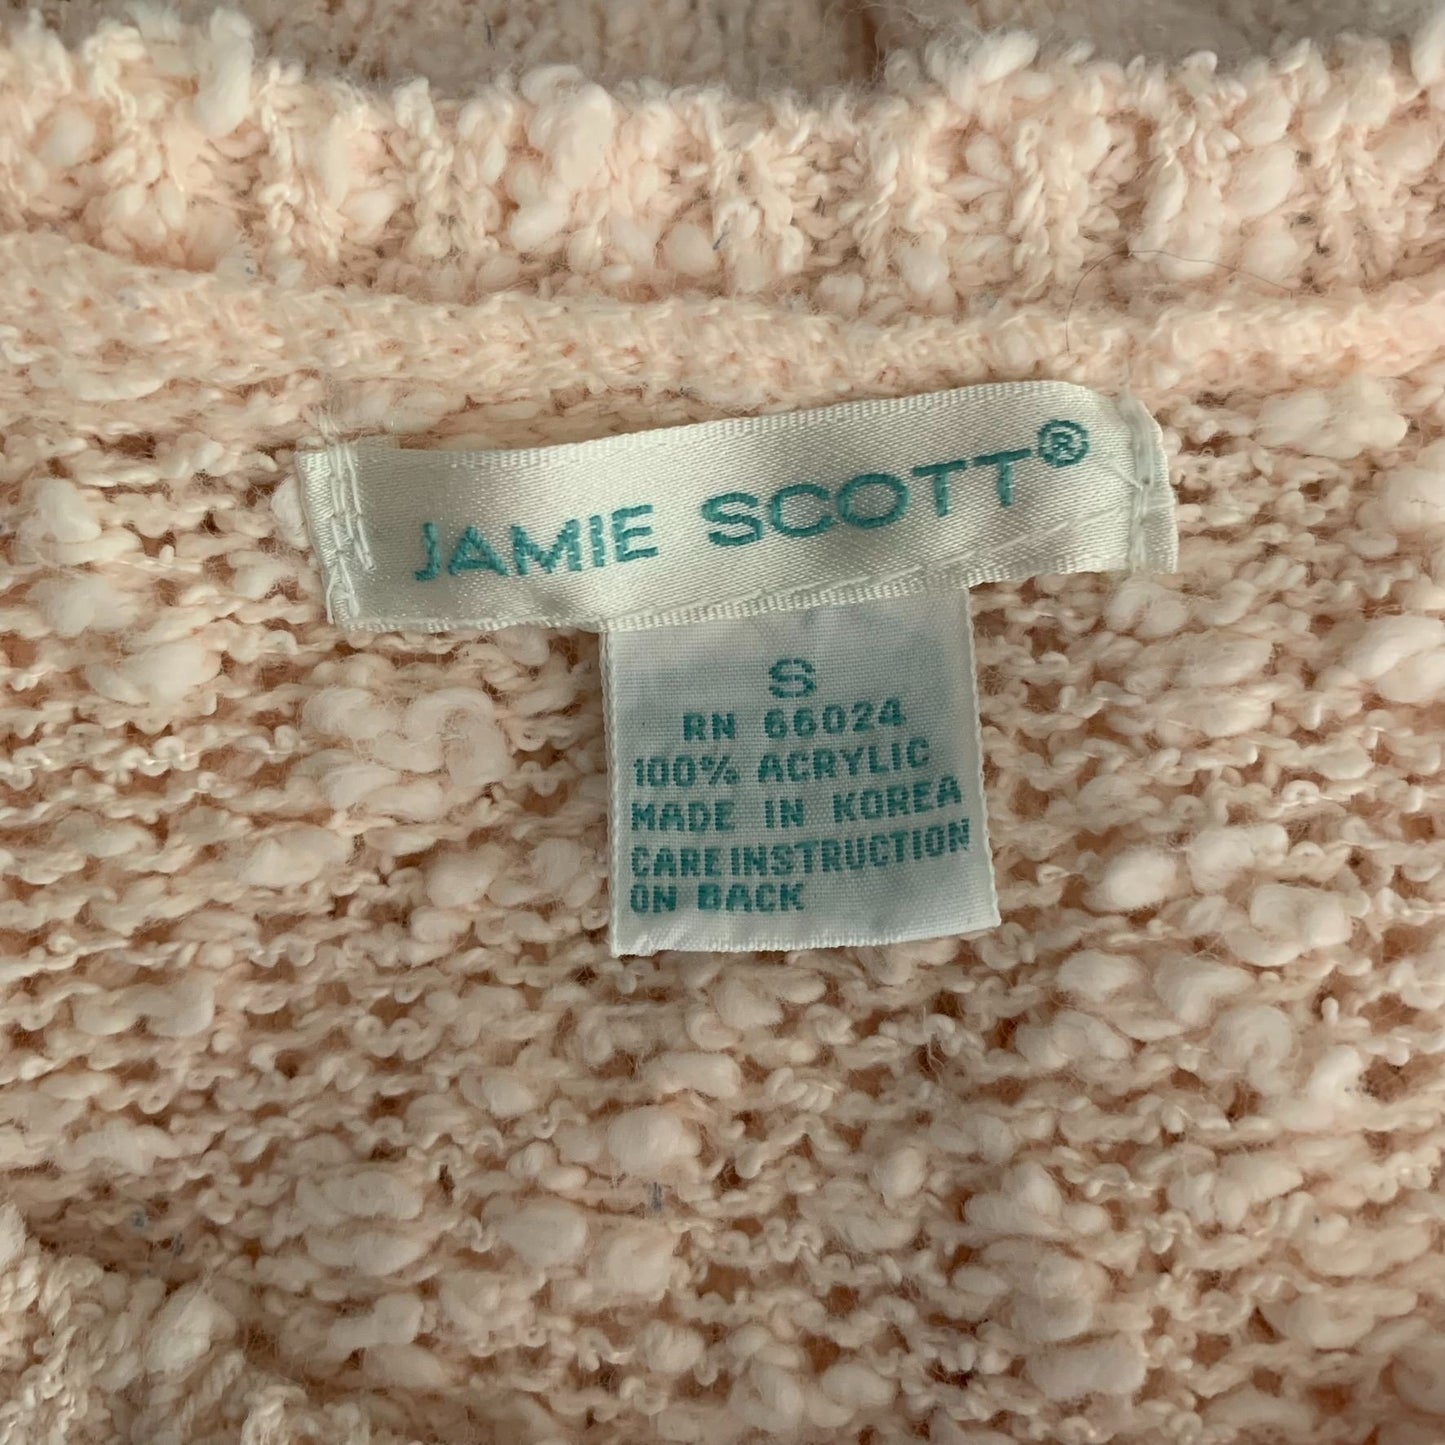 JAMIE SCOTT®
S
RN 66024
100% ACRYLIC
MADE IN KOREA
CARE INSTRUCTION
ON BACK